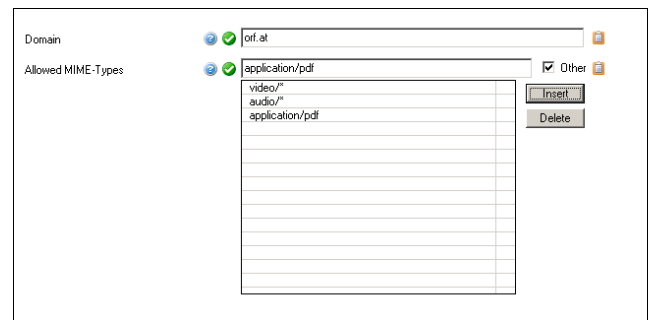 Domain
orf.at
Allowed MIME-Types
application/pdf
Other
video/*
audio/*
application/pdf
Insert
Delete